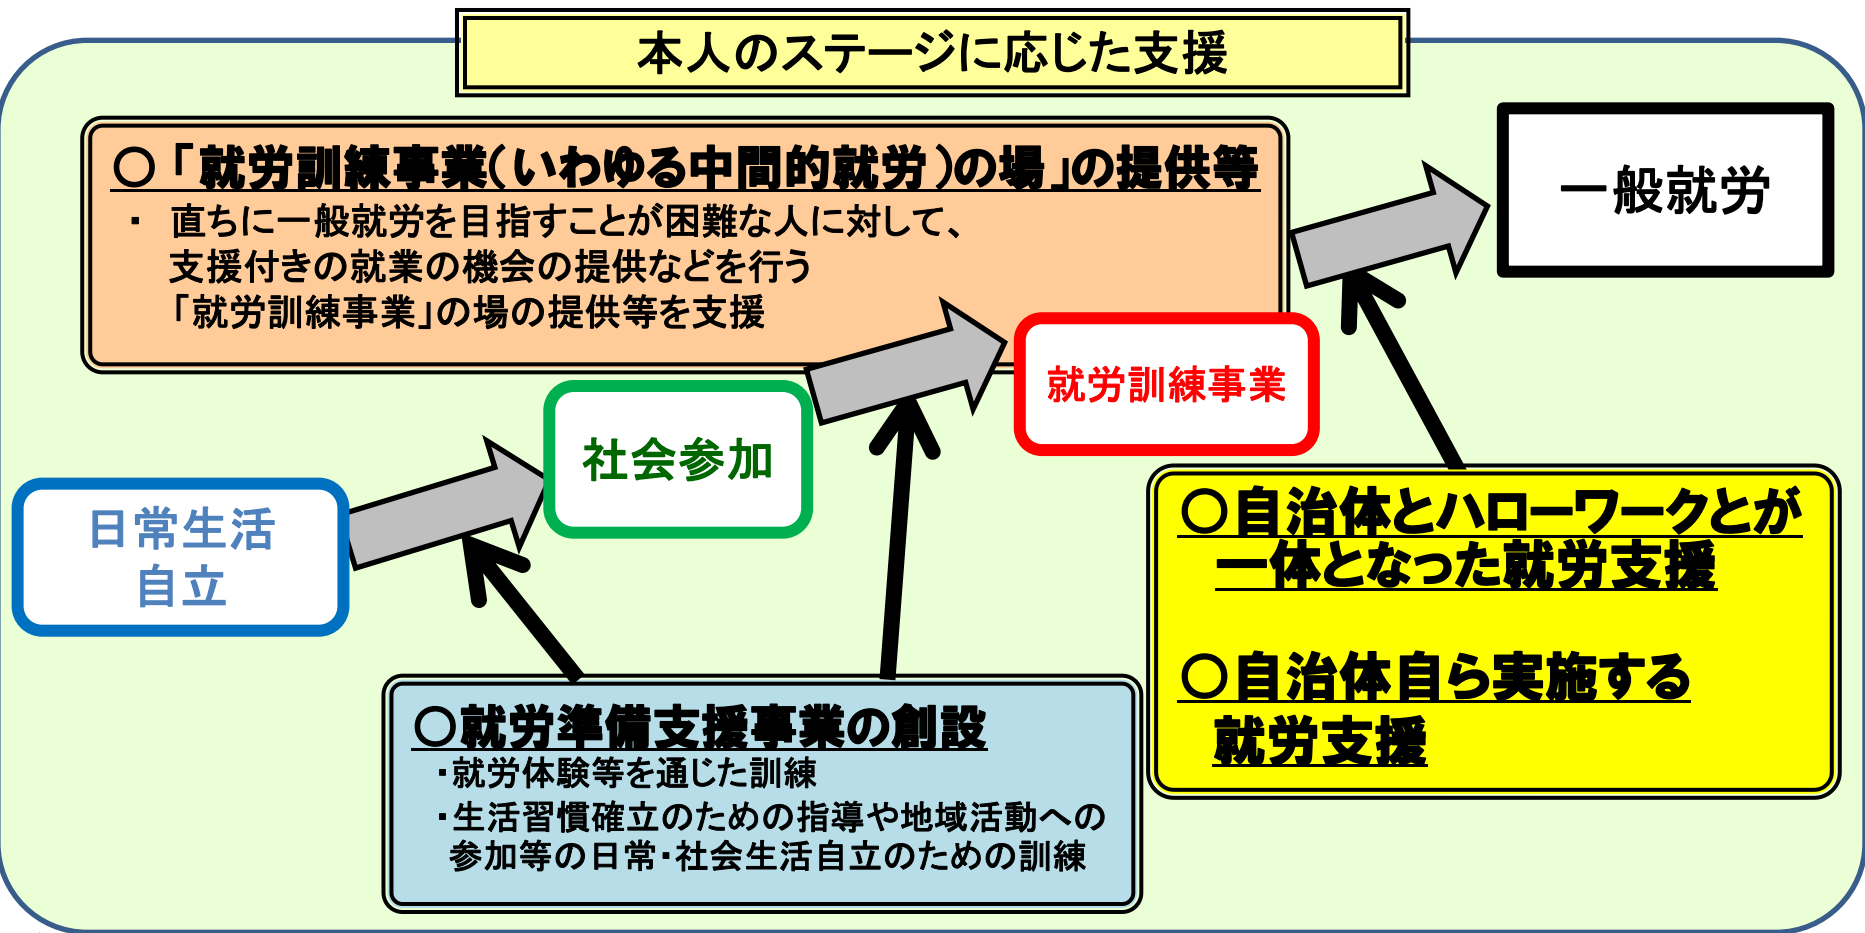 本人のステージに応じた支援
〇「就労訓練事業(いわゆる中間的就労)の場」の提供等
・ 直ちに一般就労を目指すことが困難な人に対して、
支援付きの就業の機会の提供などを行う
「就労訓練事業」の場の提供等を支援
一般就労
就労訓練事業
社会参加
日常生活
自立
〇自治体とハローワークとが
一体となった就労支援
〇自治体自ら実施する
就労支援
〇就労準備支援事業の創設
・就労体験等を通じた訓練
・生活習慣確立のための指導や地域活動への
参加等の日常・社会生活自立のための訓練